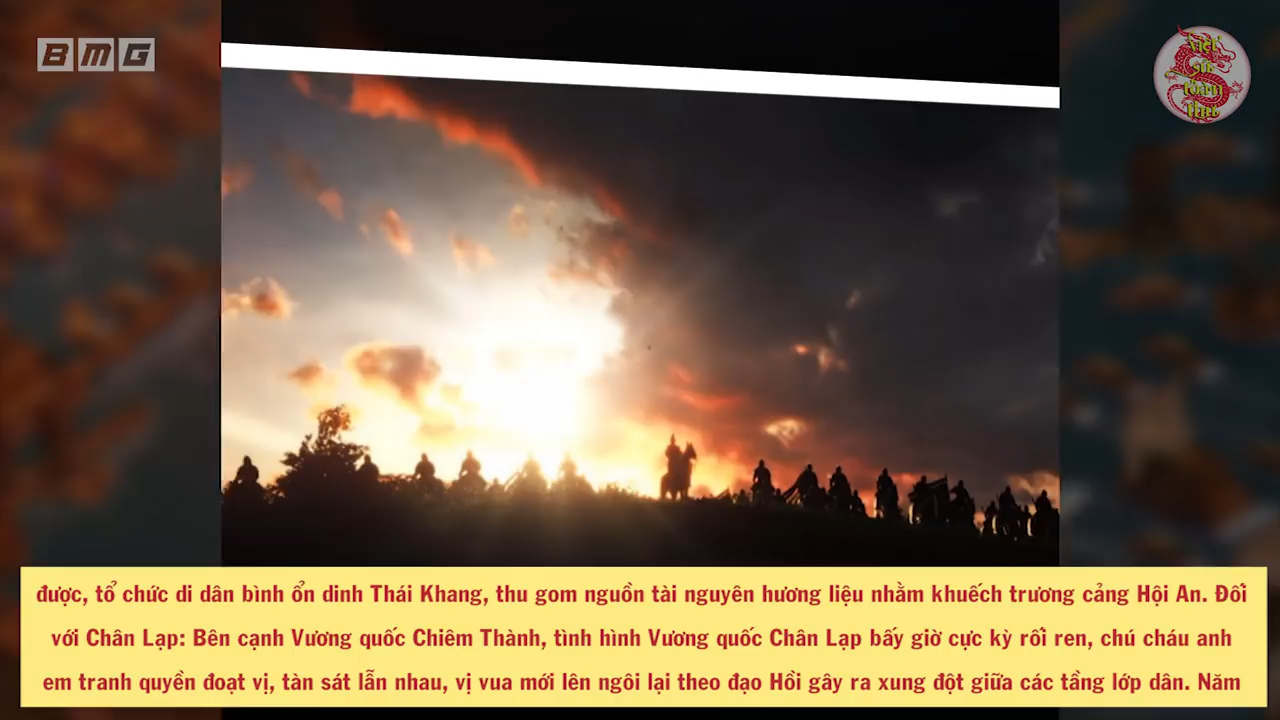 BMG
Việt
sử
toàn
thư
được, tổ chức di dân bình ổn dinh Thái Khang, thu gom nguồn tài nguyên hương liệu nhằm khuếch trương cảng Hội An. Đối
với Chân Lạp: Bên cạnh Vương quốc Chiêm Thành, tình hình Vương quốc Chân Lạp bấy giờ cực kỳ rối ren, chú cháu anh
em tranh quyền đoạt vị, tàn sát lẫn nhau, vị vua mới lên ngôi lại theo đạo Hồi gây ra xung đột giữa các tầng lớp dân. Năm